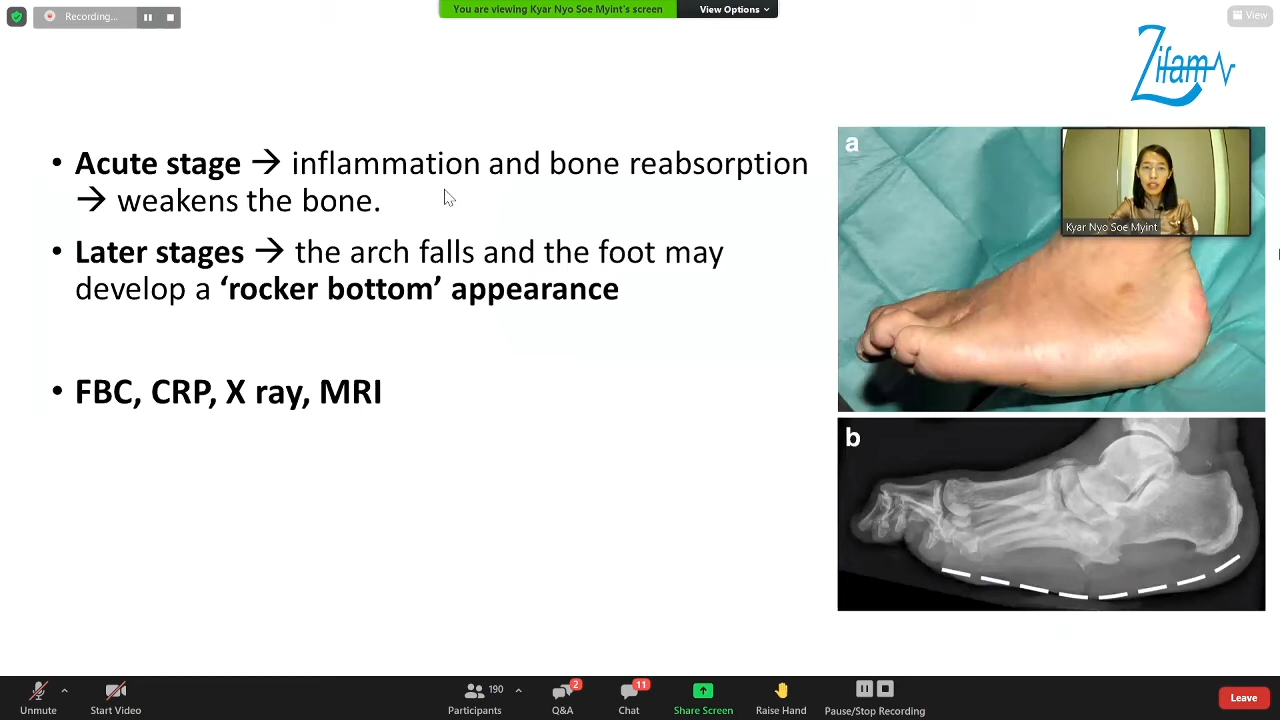 Recording...
You are viewing Kyar Nyo Soe Myint's screen
View Options
View
Zifam
• Acute stage → inflammation and bone reabsorption
→ weakens the bone.
• Later stages → the arch falls and the foot may
develop a ‘rocker bottom’ appearance
• FBC, CRP, X ray, MRI
a
Kyar Nyo Soe Myint
b
Unmute
Start Video
190
Participants
2
Q&A
11
Chat
Share Screen
Raise Hand
Pause/Stop Recording
Leave